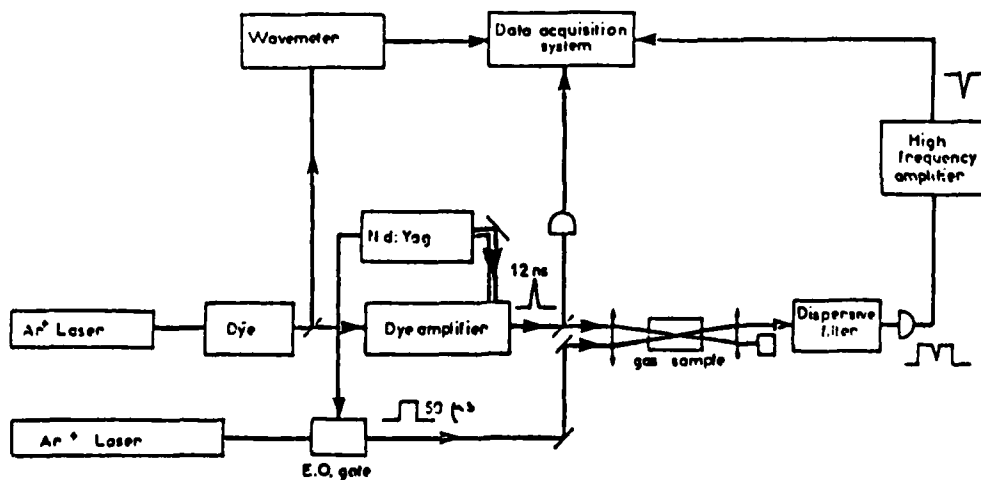 Wavemeter
Data acquisition
system
High
frequency
amplifier
Nd:Yag
12 ns
Ar+ Laser
Dye
Dye amplifier
Dispersive
filter
gas sample
50
Ar+ Laser
E.O. gate